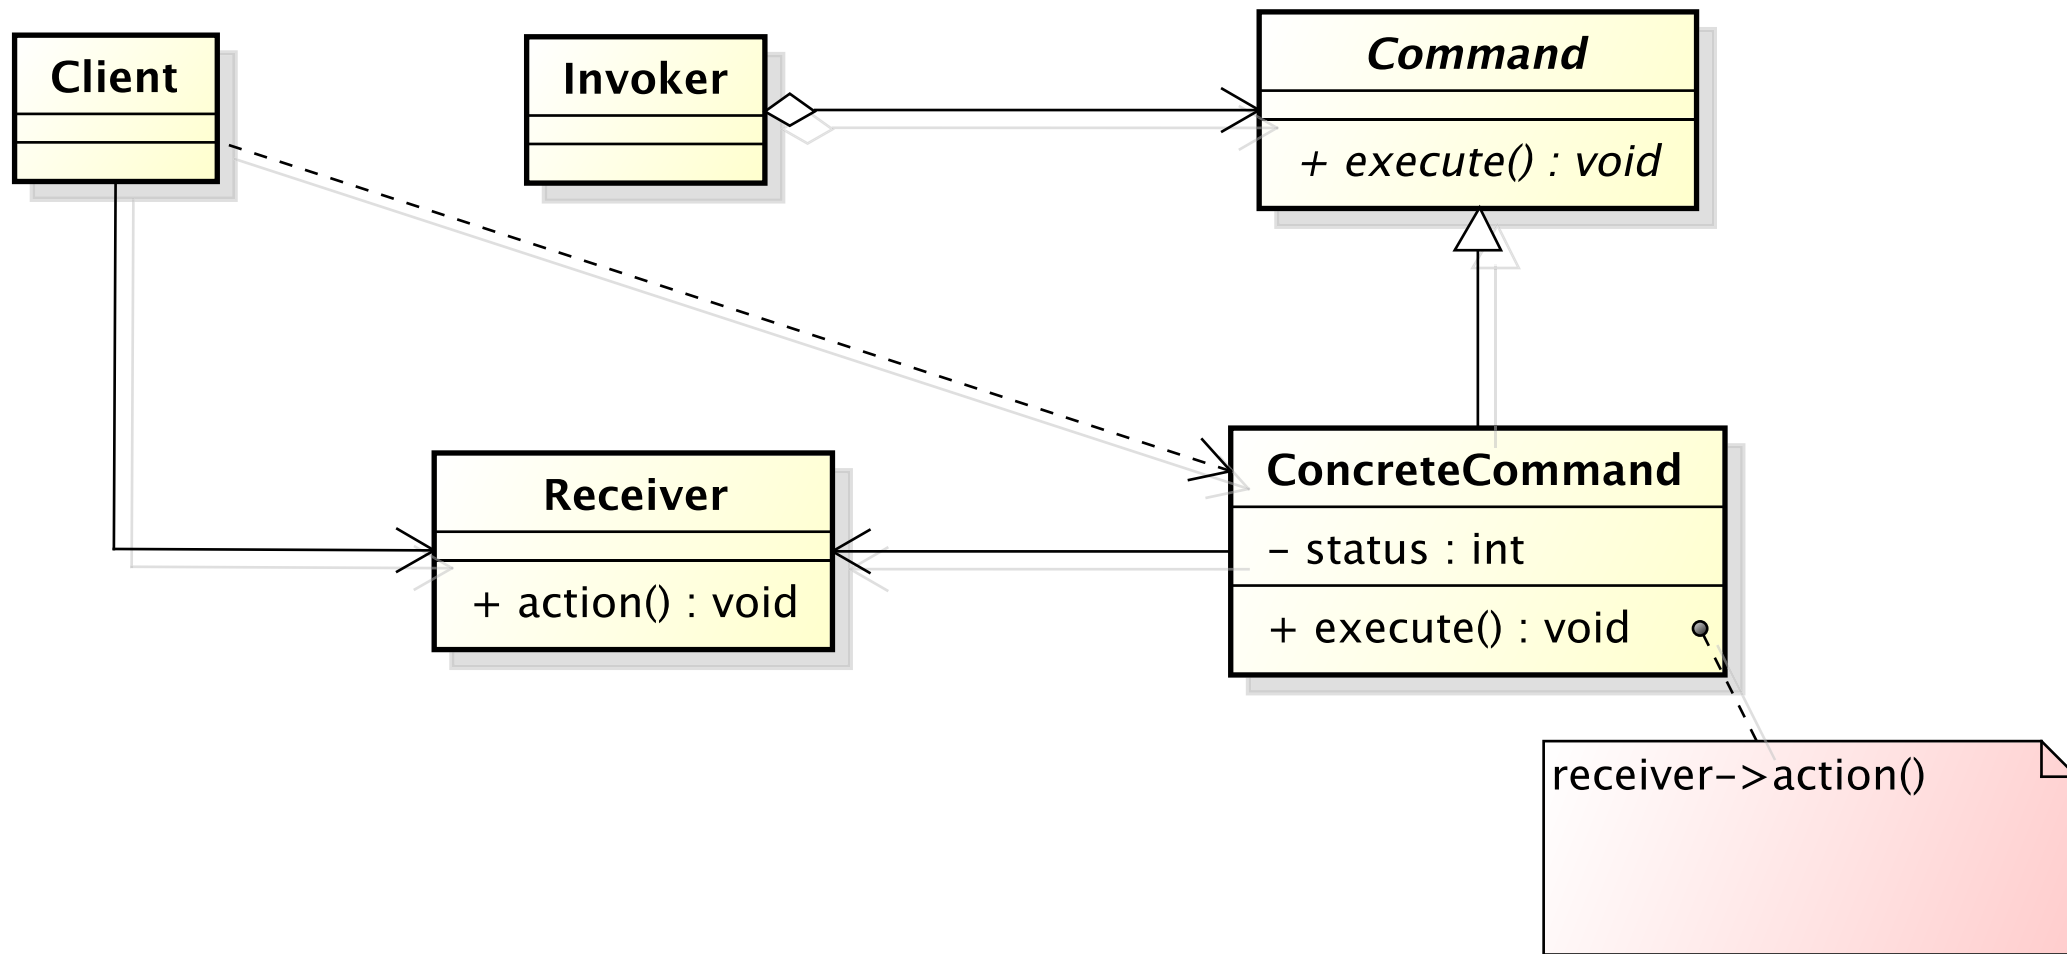 Client
Invoker
Command
+ execute() : void
Receiver
+ action() : void
ConcreteCommand
- status : int
+ execute() : void
receiver->action()